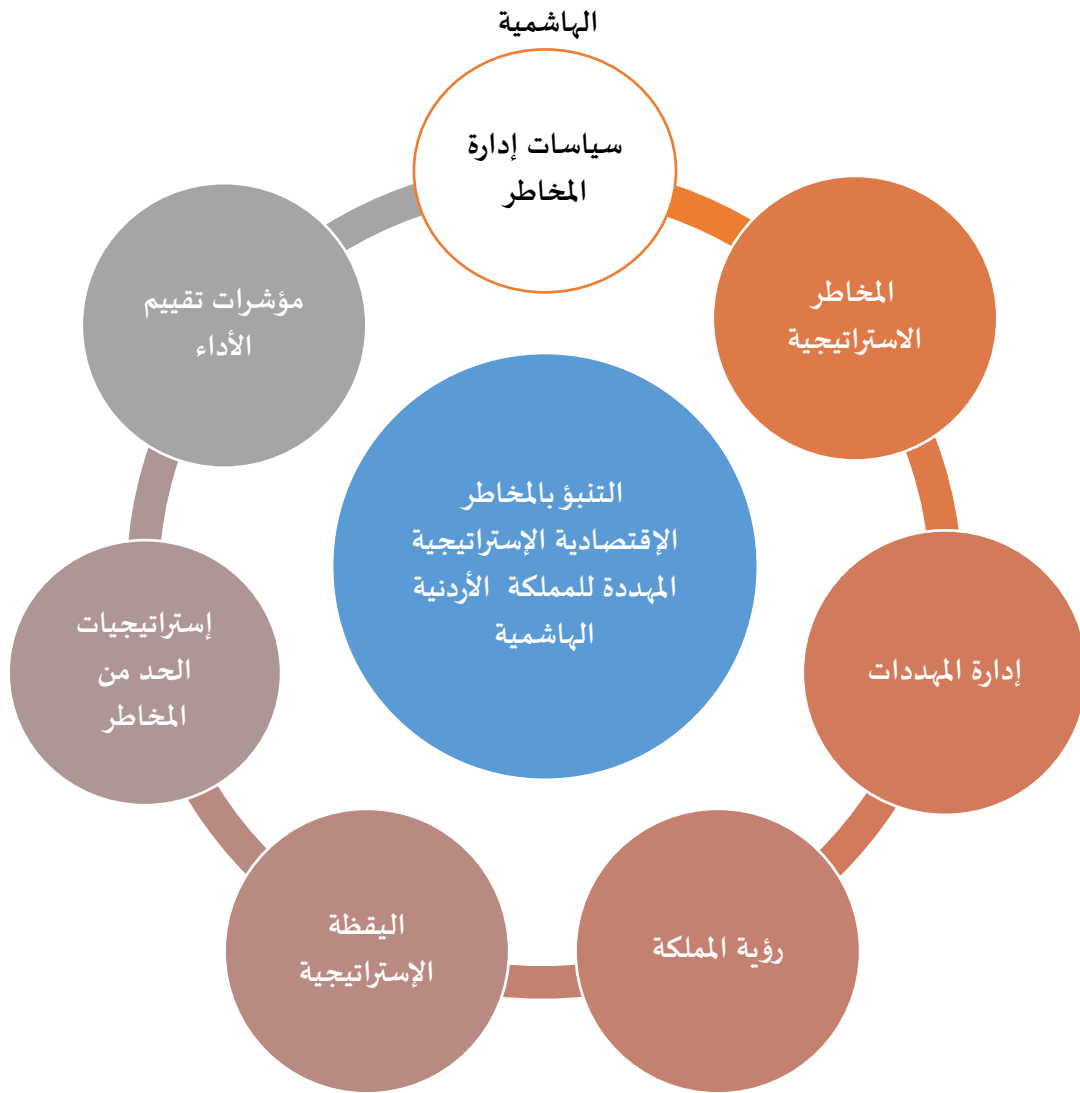 الهاشمية
سياسات إدارة
المخاطر
المخاطر
الاستراتيجية
إدارة المهددات
رؤية المملكة
اليقظة
الإستراتيجية
إستراتيجيات
الحد من
المخاطر
مؤشرات تقييم
الأداء
التنبؤ بالمخاطر
الإقتصادية الإستراتيجية
المهددة للمملكة الأردنية
الهاشمية